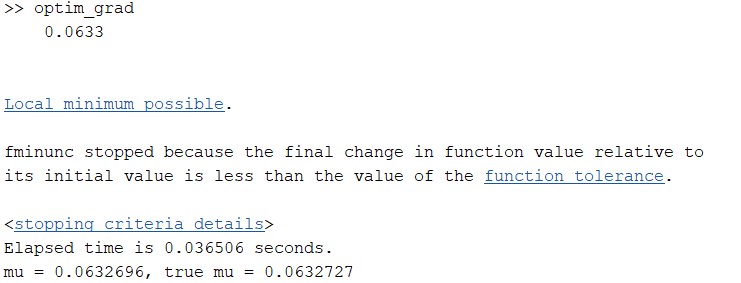 >> optim_grad
0.0633
Local minimum possible.
fminunc stopped because the final change in function value relative to
its initial value is less than the value of the function tolerance.
<stopping criteria details>
Elapsed time is 0.036506 seconds.
mu = 0.0632696, true mu = 0.0632727